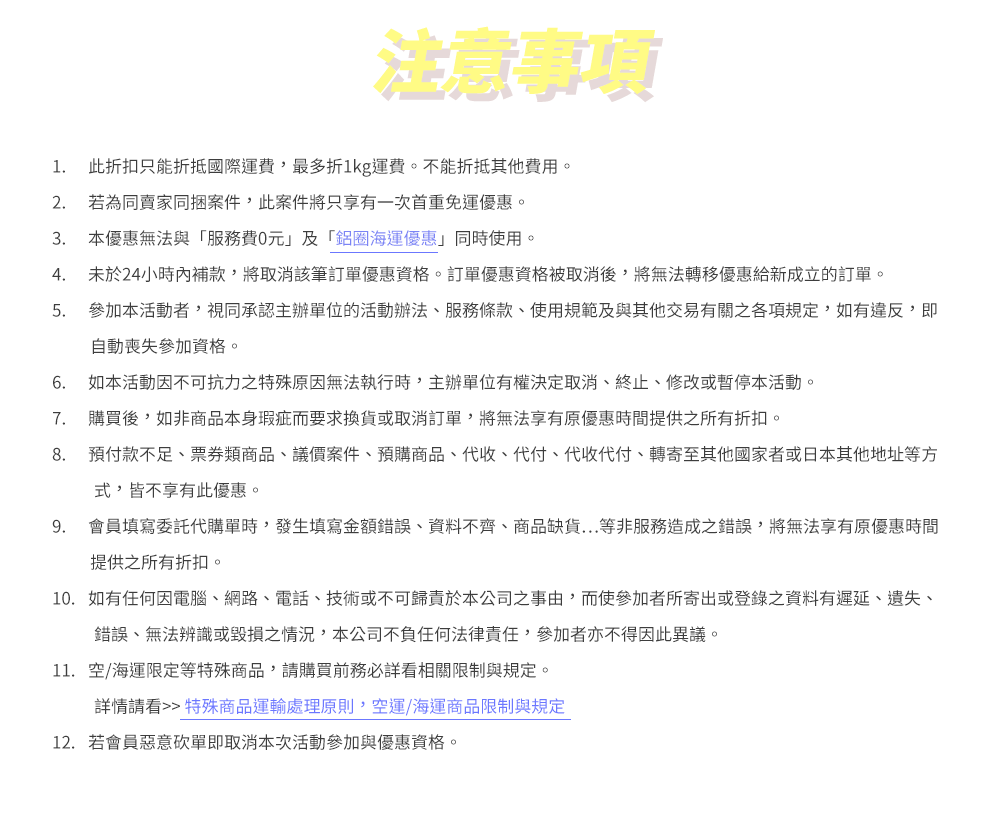 注意事項
1. 此折扣只能折抵國際運費，最多折1kg運費。不能折抵其他費用。
2. 若為同賣家同捆案件，此案件將只享有一次首重免運優惠。
3. 本優惠無法與「服務費0元」及「鋁圈海運優惠」同時使用。
4. 未於24小時內補款，將取消該筆訂單優惠資格。訂單優惠資格被取消後，將無法轉移優惠給新成立的訂單。
5. 參加本活動者，視同承認主辦單位的活動辦法、服務條款、使用規範及與其他交易有關之各項規定，如有違反，即
自動喪失參加資格。
6. 如本活動因不可抗力之特殊原因無法執行時，主辦單位有權決定取消、終止、修改或暫停本活動。
7. 購買後，如非商品本身瑕疵而要求換貨或取消訂單，將無法享有原優惠時間提供之所有折扣。
8. 預付款不足、票券類商品、議價案件、預購商品、代收、代付、代收代付、轉寄至其他國家者或日本其他地址等方
式，皆不享有此優惠。
9. 會員填寫委託代購單時，發生填寫金額錯誤、資料不齊、商品缺貨…等非服務造成之錯誤，將無法享有原優惠時間
提供之所有折扣。
10. 如有任何因電腦、網路、電話、技術或不可歸責於本公司之事由，而使參加者所寄出或登錄之資料有遲延、遺失、
錯誤、無法辨識或毀損之情況，本公司不負任何法律責任，參加者亦不得因此異議。
11. 空/海運限定等特殊商品，請購買前務必詳看相關限制與規定。
詳情請看>> 特殊商品運輸處理原則，空運/海運商品限制與規定
12. 若會員惡意砍單即取消本次活動參加與優惠資格。